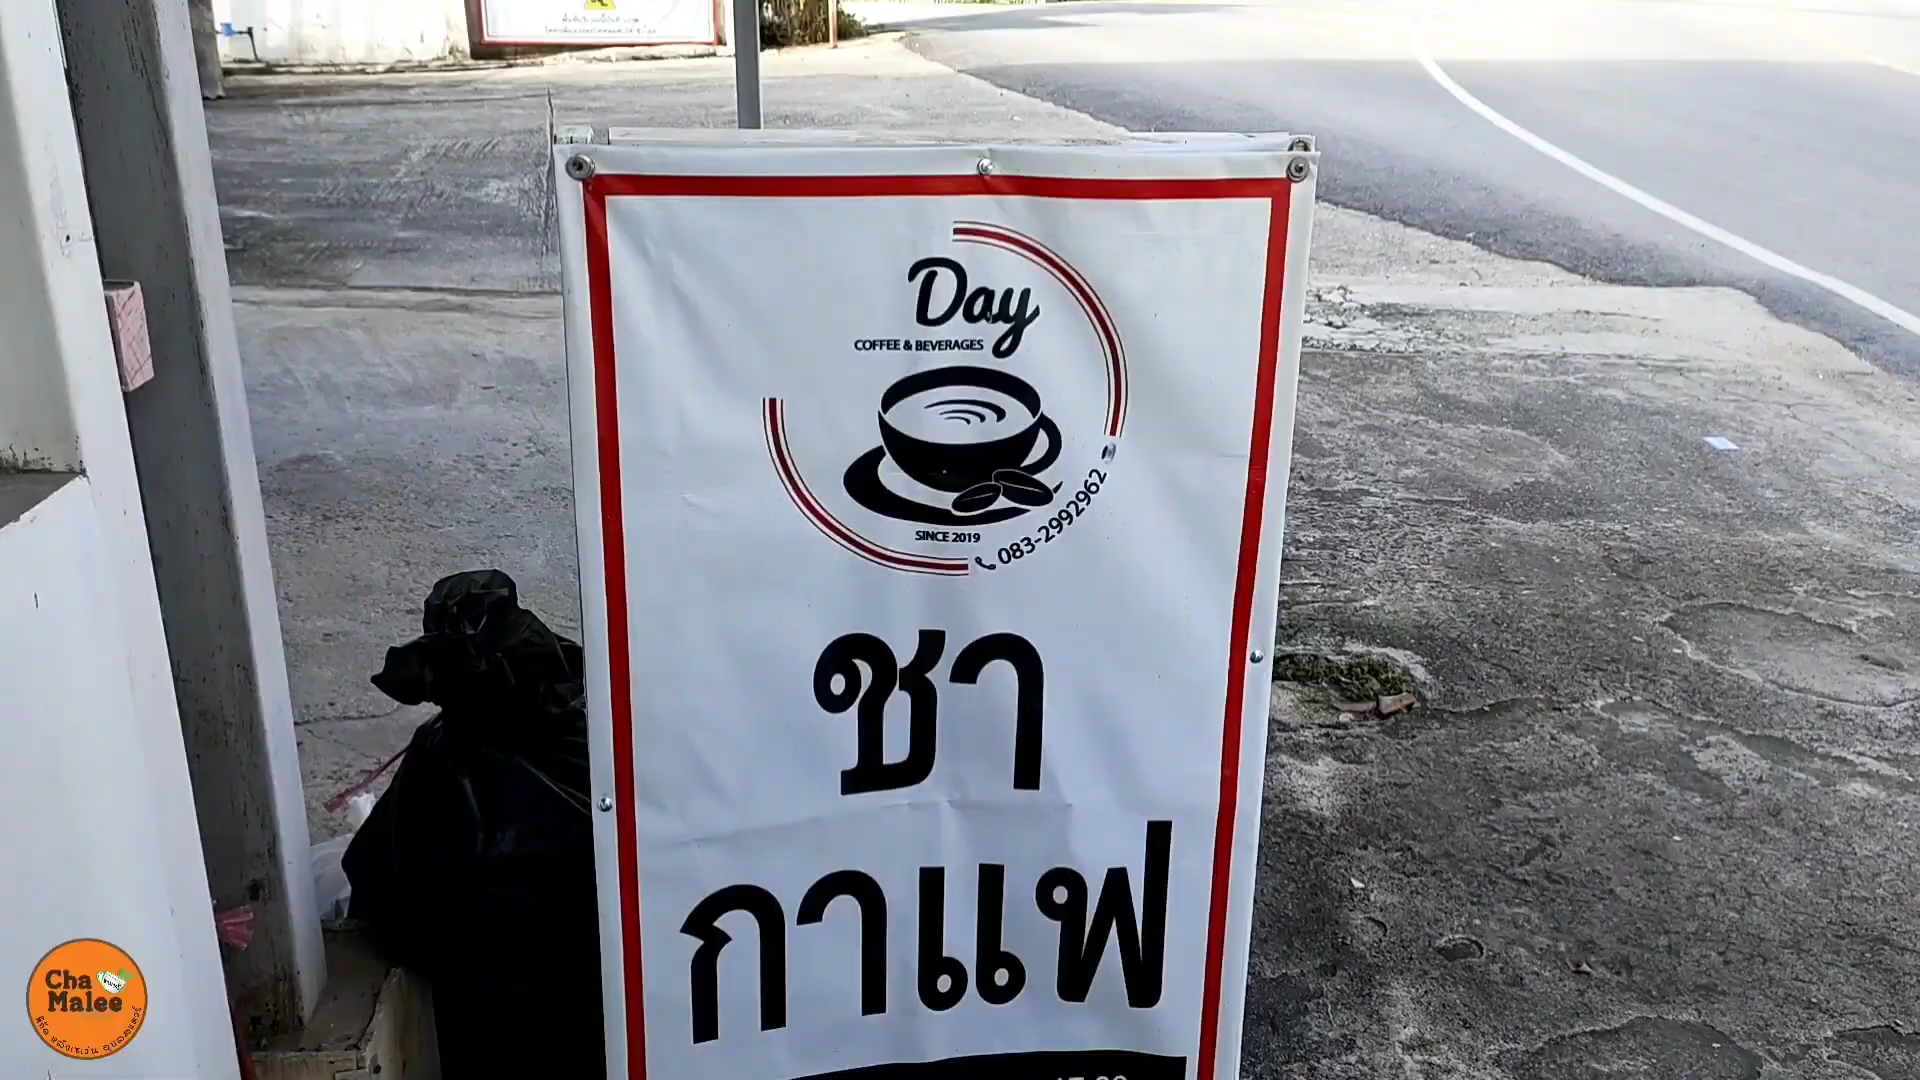 Day
COFFEE & BEVERAGES
SINCE 2019
083-2992962
ชา
กาแฟ
Cha
Malee